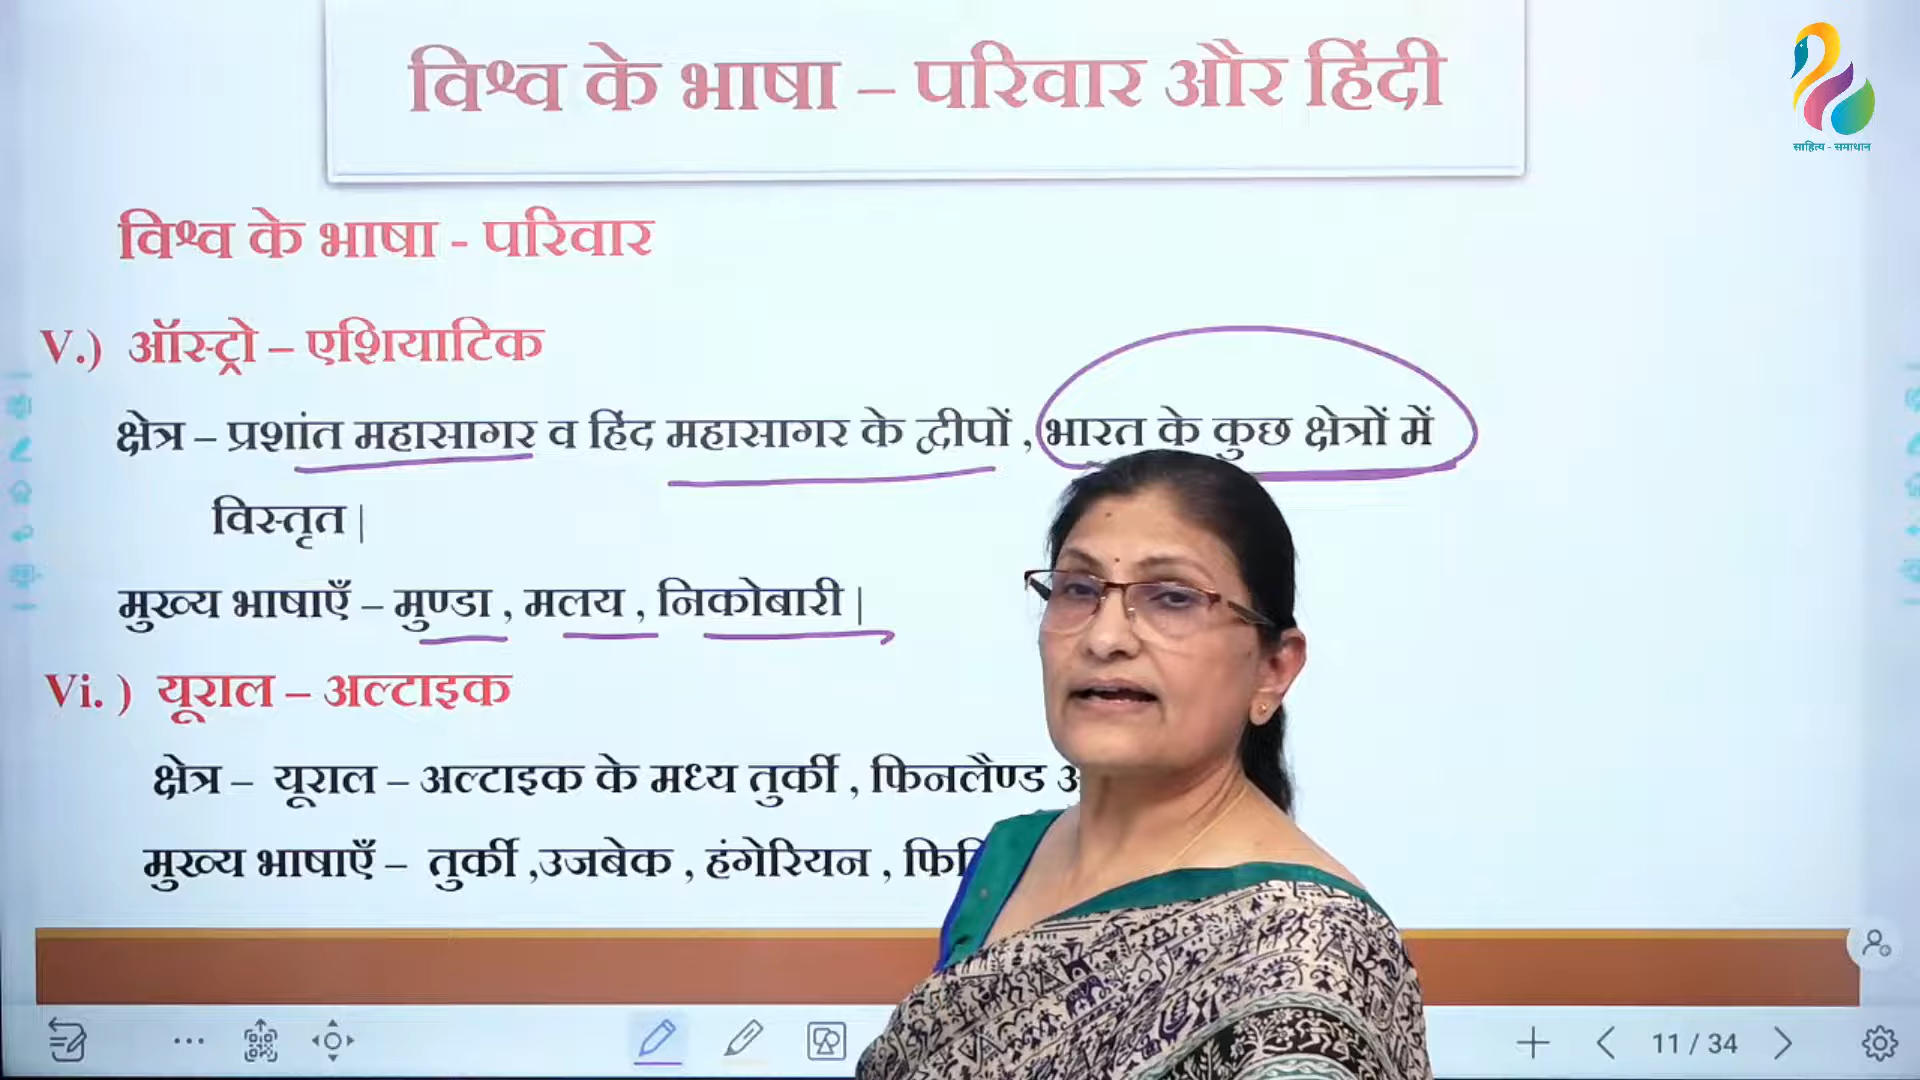 विश्व के भाषा – परिवार और हिंदी
साहित्य - समाधान
विश्व के भाषा - परिवार
V.) ऑस्ट्रो – एशियाटिक
क्षेत्र – प्रशांत महासागर व हिंद महासागर के द्वीपों , भारत के कुछ क्षेत्रों में
विस्तृत |
मुख्य भाषाएँ – मुण्डा , मलय , निकोबारी |
Vi. ) यूराल – अल्टाइक
क्षेत्र – यूराल – अल्टाइक के मध्य तुर्की , फिनलैण्ड
मुख्य भाषाएँ – तुर्की ,उजबेक , हंगेरियन ,
11 / 34